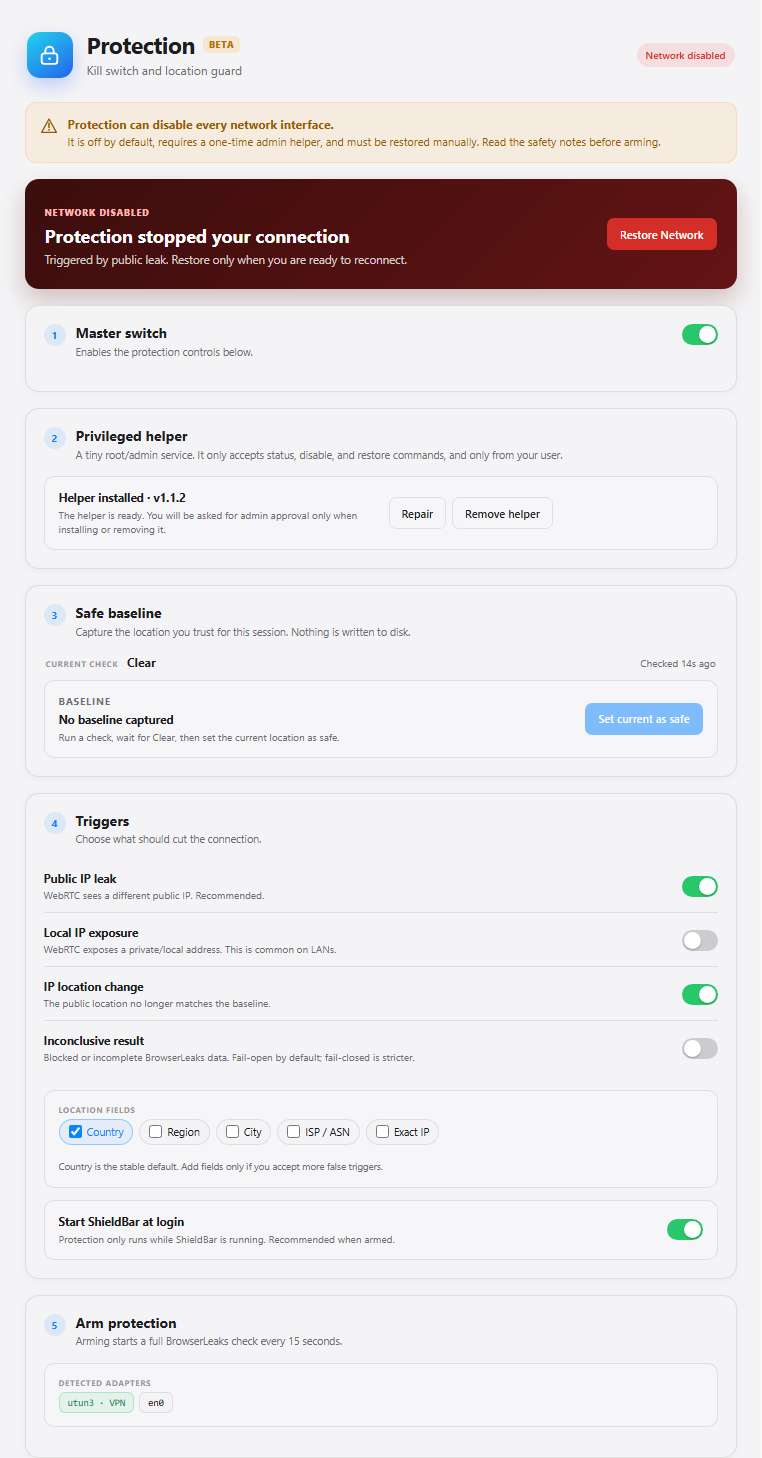 Protection BETA
Kill switch and location guard
Network disabled
Protection can disable every network interface.
It is off by default, requires a one-time admin helper, and must be restored manually. Read the safety notes before arming.
NETWORK DISABLED
Protection stopped your connection
Triggered by public leak. Restore only when you are ready to reconnect.
Restore Network
1 Master switch
Enables the protection controls below.
2 Privileged helper
A tiny root/admin service. It only accepts status, disable, and restore commands, and only from your user.
Helper installed · v1.1.2
The helper is ready. You will be asked for admin approval only when
installing or removing it.
Repair Remove helper
3 Safe baseline
Capture the location you trust for this session. Nothing is written to disk.
CURRENT CHECK Clear Checked 14s ago
BASELINE
No baseline captured
Run a check, wait for Clear, then set the current location as safe.
Set current as safe
4 Triggers
Choose what should cut the connection.
Public IP leak
WebRTC sees a different public IP. Recommended.
Local IP exposure
WebRTC exposes a private/local address. This is common on LANs.
IP location change
The public location no longer matches the baseline.
Inconclusive result
Blocked or incomplete BrowserLeaks data. Fail-open by default; fail-closed is stricter.
LOCATION FIELDS
Country Region City ISP / ASN Exact IP
Country is the stable default. Add fields only if you accept more false triggers.
Start ShieldBar at login
Protection only runs while ShieldBar is running. Recommended when armed.
5 Arm protection
Arming starts a full BrowserLeaks check every 15 seconds.
DETECTED ADAPTERS
utun3 · VPN en0